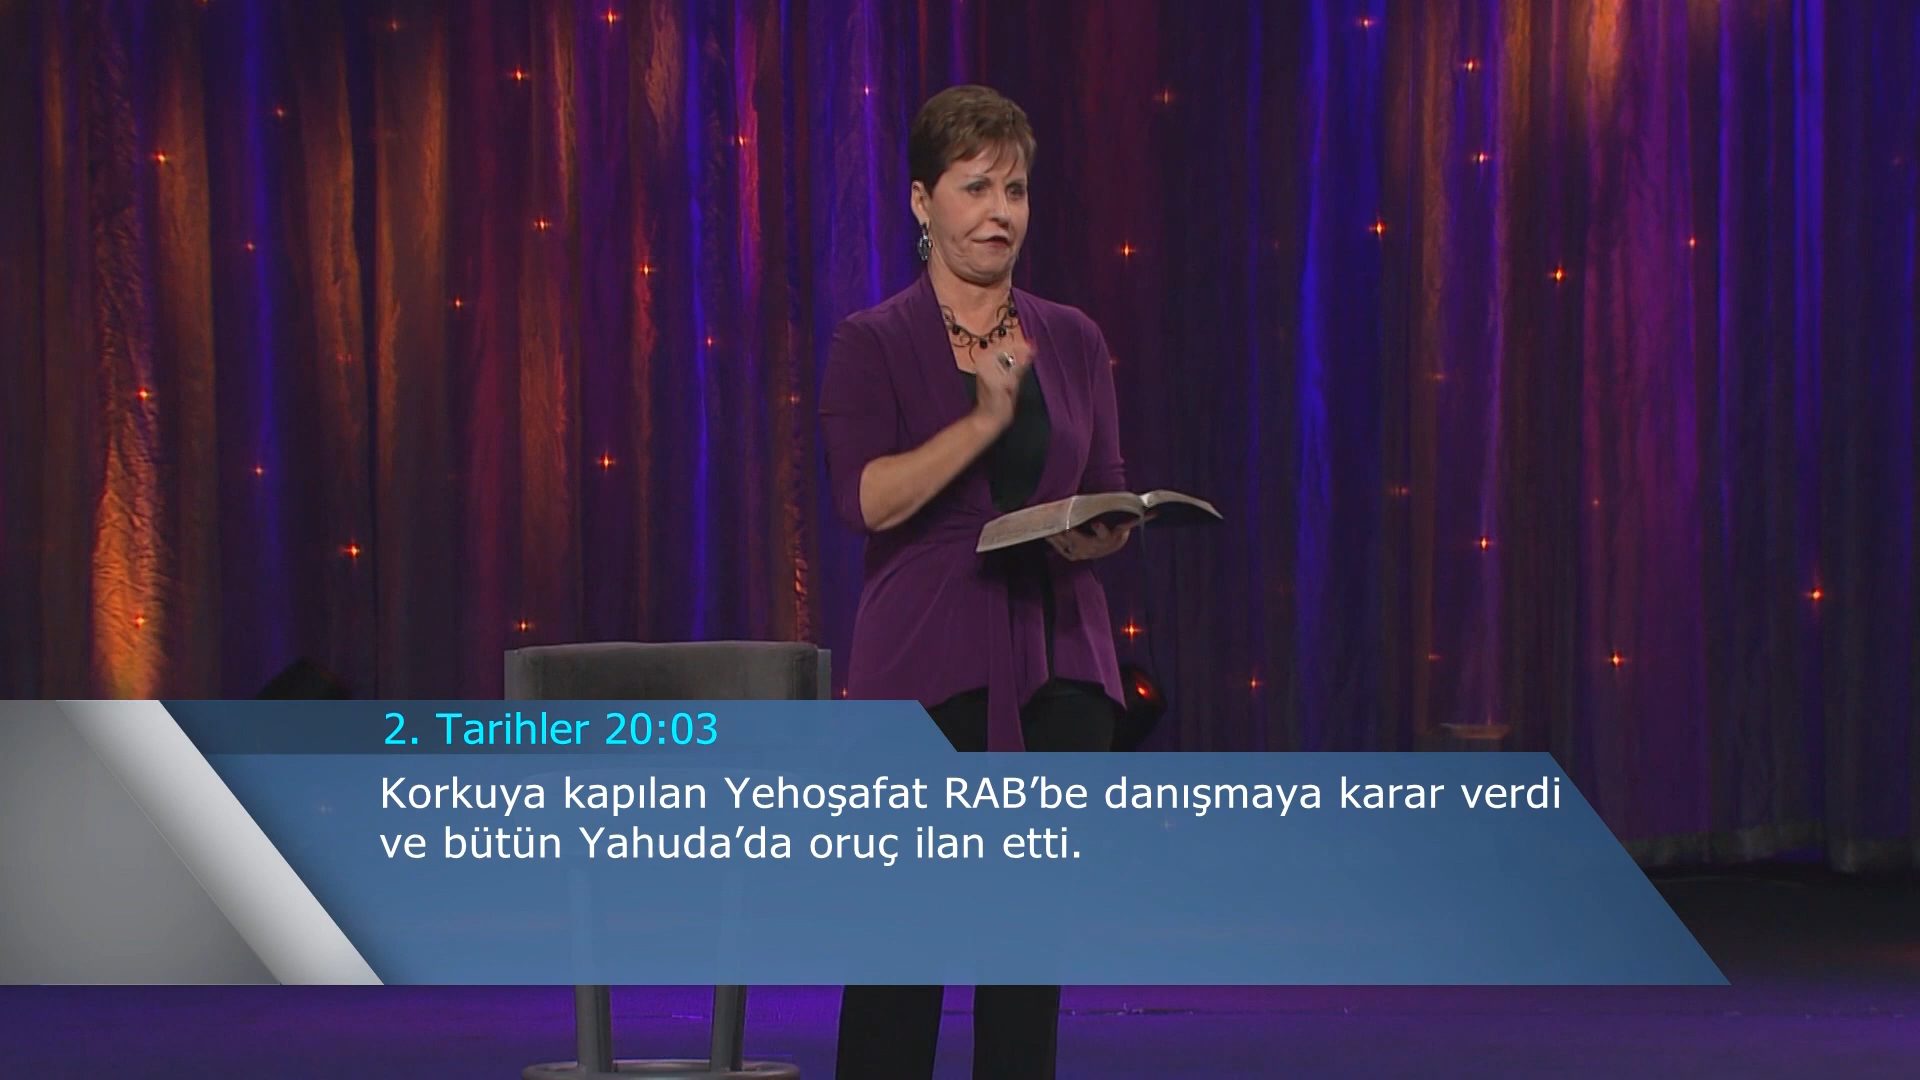 2. Tarihler 20:03
Korkuya kapılan Yehoşafat RAB’be danışmaya karar verdi
ve bütün Yahuda’da oruç ilan etti.